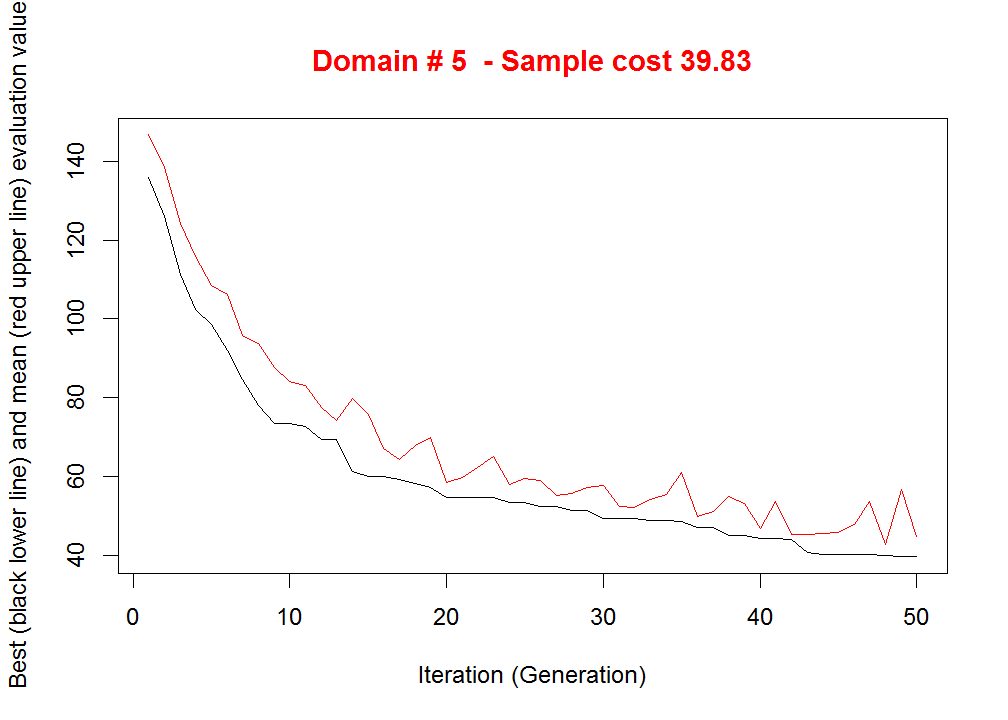 Domain # 5  - Sample cost 39.83
Best (black lower line) and mean (red upper line) evaluation value
140
120
100
80
60
40
0 10 20 30 40 50
Iteration (Generation)